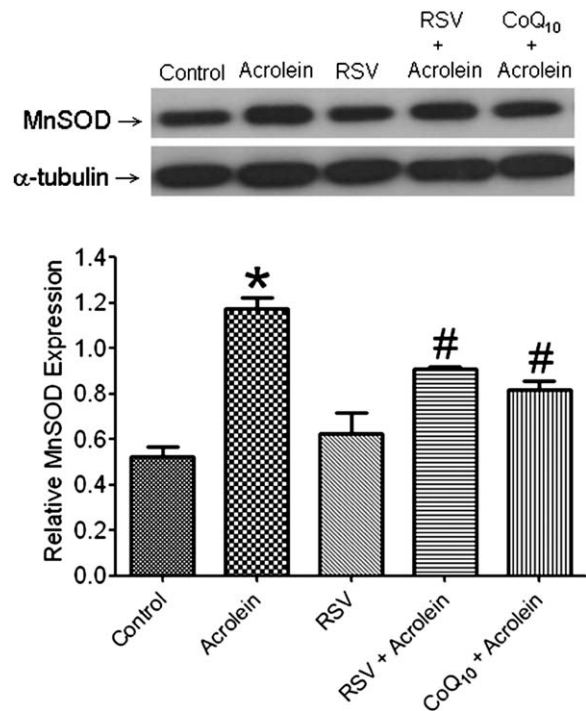 RSV
+
Acrolein
CoQ₁₀
+
Acrolein
Control
Acrolein
RSV
MnSOD →
α-tubulin →
Relative MnSOD Expression
1.4
1.2
1.0
0.8
0.6
0.4
0.2
0.0
*
#
#
Control
Acrolein
RSV
RSV + Acrolein
CoQ₁₀ + Acrolein